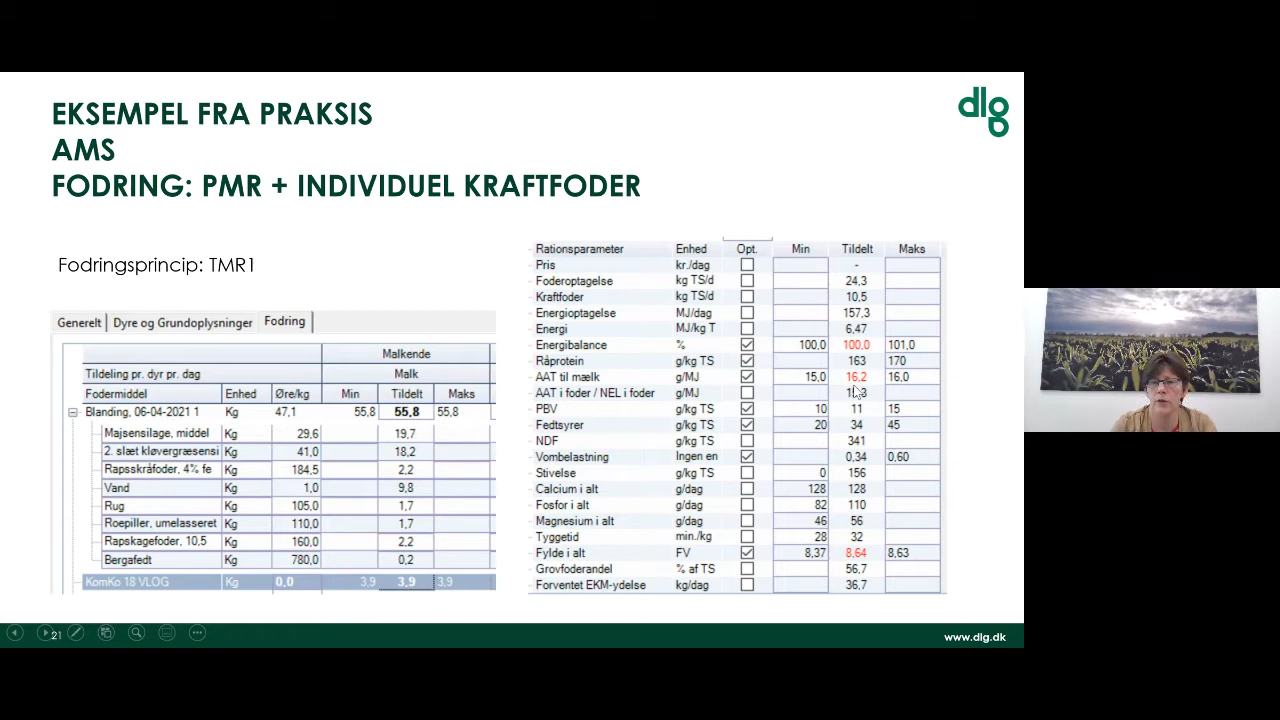 EKSEMPEL FRA PRAKSIS
AMS
FODRING: PMR + INDIVIDUEL KRAFTFODER
dlg
Fodringsprincip: TMR1
Generelt Dyre og Grundoplysninger Fodring
Malkende
Tildeling pr. dyr pr. dag Malk
Fodermiddel Enhed Øre/kg Min Tildelt Maks
Blanding, 06-04-2021 1 Kg 47,1 55,8 55,8 55,8
Majsensilage, middel Kg 29,6 19,7
2. slæt kløvergræsensi Kg 41,0 18,2
Rapsskråfoder, 4% fe Kg 184,5 2,2
Vand Kg 1,0 9,8
Rug Kg 105,0 1,7
Roepiller, umelasseret Kg 110,0 1,7
Rapskagefoder, 10,5 Kg 160,0 2,2
Bergafedt Kg 780,0 0,2
KomKo 18 VLOG Kg 0,0 3,9 3,9 3,9
Rationsparameter Enhed Opt. Min Tildelt Maks
Pris kr./dag -
Foderoptagelse kg TS/d 24,3
Kraftfoder kg TS/d 10,5
Energioptagelse MJ/dag 157,3
Energi MJ/kg T 6,47
Energibalance % 100,0 100,0 101,0
Råprotein g/kg TS 163 170
AAT til mælk g/MJ 15,0 16,2 16,0
AAT i foder / NEL i foder g/MJ
PBV g/kg TS 10 11 15
Fedtsyrer g/kg TS 20 34 45
NDF g/kg TS 341
Vombelastning Ingen en 0,34 0,60
Stivelse g/kg TS 0 156
Calcium i alt g/dag 128 128
Fosfor i alt g/dag 82 110
Magnesium i alt g/dag 46 56
Tyggetid min./kg 28 32
Fylde i alt FV 8,37 8,64 8,63
Grovfoderandel % af TS 56,7
Forventet EKM-ydelse kg/dag 36,7
21
www.dlg.dk